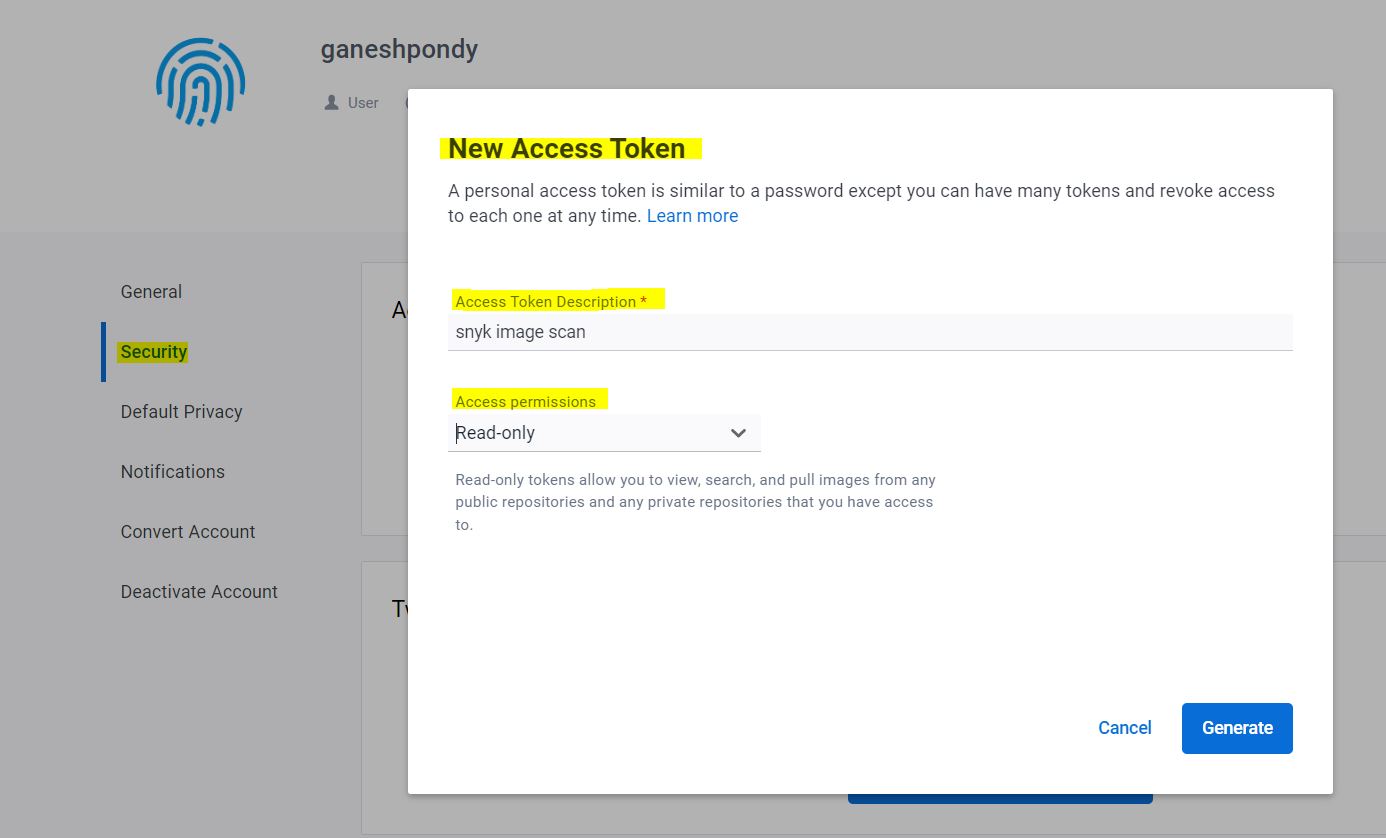 ganeshpondy
User
New Access Token
A personal access token is similar to a password except you can have many tokens and revoke access
to each one at any time. Learn more
General
Security
Default Privacy
Notifications
Convert Account
Deactivate Account
Access Token Description *
snyk image scan
Access permissions
Read-only
Read-only tokens allow you to view, search, and pull images from any
public repositories and any private repositories that you have access
to.
Cancel
Generate